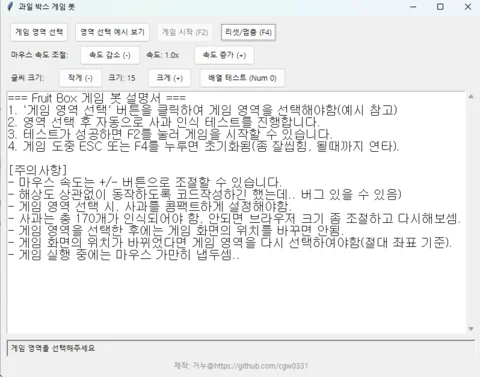 과일 박스 게임 봇
게임 영역 선택 영역 선택 예시 보기 게임 시작 (F2) 리셋/멈춤 (F4)
마우스 속도 조절: 속도 감소 (-) 속도: 1.0x 속도 증가 (+)
글씨 크기: 작게 (-) 크기: 15 크게 (+) 배열 테스트 (Num 0)
=== Fruit Box 게임 봇 설명서 ===
1. '게임 영역 선택' 버튼을 클릭하여 게임 영역을 선택해야함(예시 참고)
2. 영역 선택 후 자동으로 사과 인식 테스트를 진행합니다.
3. 테스트가 성공하면 F2를 눌러 게임을 시작할 수 있습니다.
4. 게임 도중 ESC 또는 F4를 누루면 초기화됨(좀 잘씹힘, 될때까지 연타).
[주의사항]
- 마우스 속도는 +/- 버튼으로 조절할 수 있습니다.
- 해상도 상관없이 동작하도록 코드작성하긴 했는데.. 버그 있을 수 있음)
- 게임 영역 선택 시, 사과를 콤팩트하게 설정해야함.
- 사과는 총 170개가 인식되어야 함, 안되면 브라우저 크기 좀 조절하고 다시해보셈.
- 게임 영역을 선택한 후에는 게임 화면의 위치를 바꾸면 안됨.
- 게임 화면의 위치가 바뀌었다면 게임 영역을 다시 선택하여야함(절대 좌표 기준).
- 게임 실행 중에는 마우스 가만히 냅두셈..
게임 영역을 선택해주세요
제작: 거누@https://github.com/cgw0331